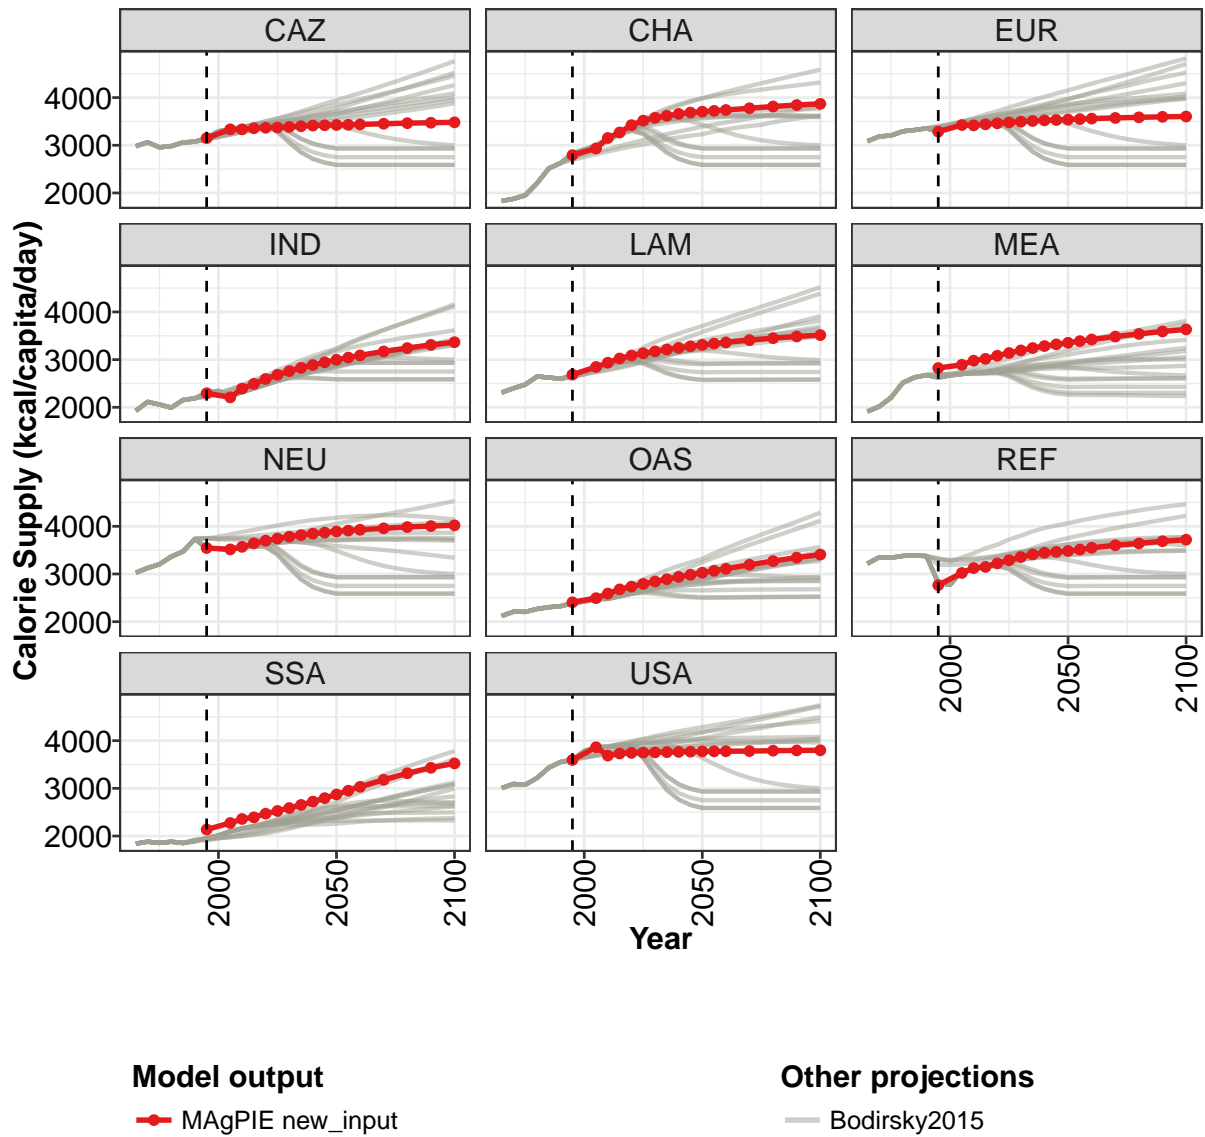 CAZ CHA EUR
4000
3000
2000
IND LAM MEA
4000
3000
2000
NEU OAS REF
4000
3000
2000
2000 2050 2100
SSA USA
4000
3000
2000
2000 2050 2100 2000 2050 2100
Calorie Supply (kcal/capita/day)
Year
Model output Other projections
MAgPIE new_input Bodirsky2015